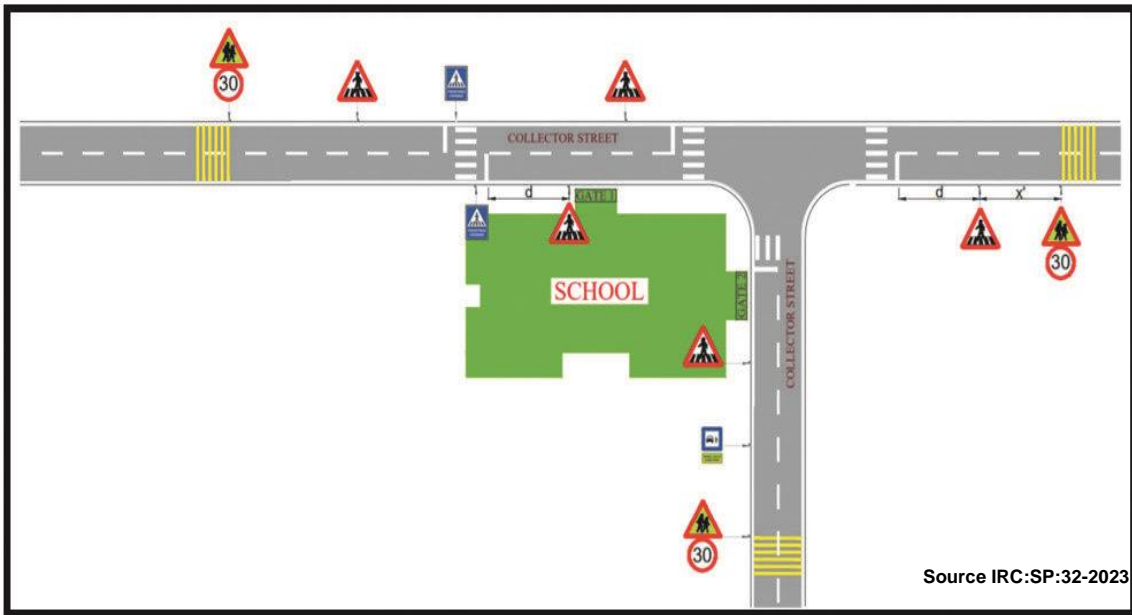 30
COLLECTOR STREET
d
GATE 1
d
x'
30
SCHOOL
GATE 2
COLLECTOR STREET
30
Source IRC:SP:32-2023